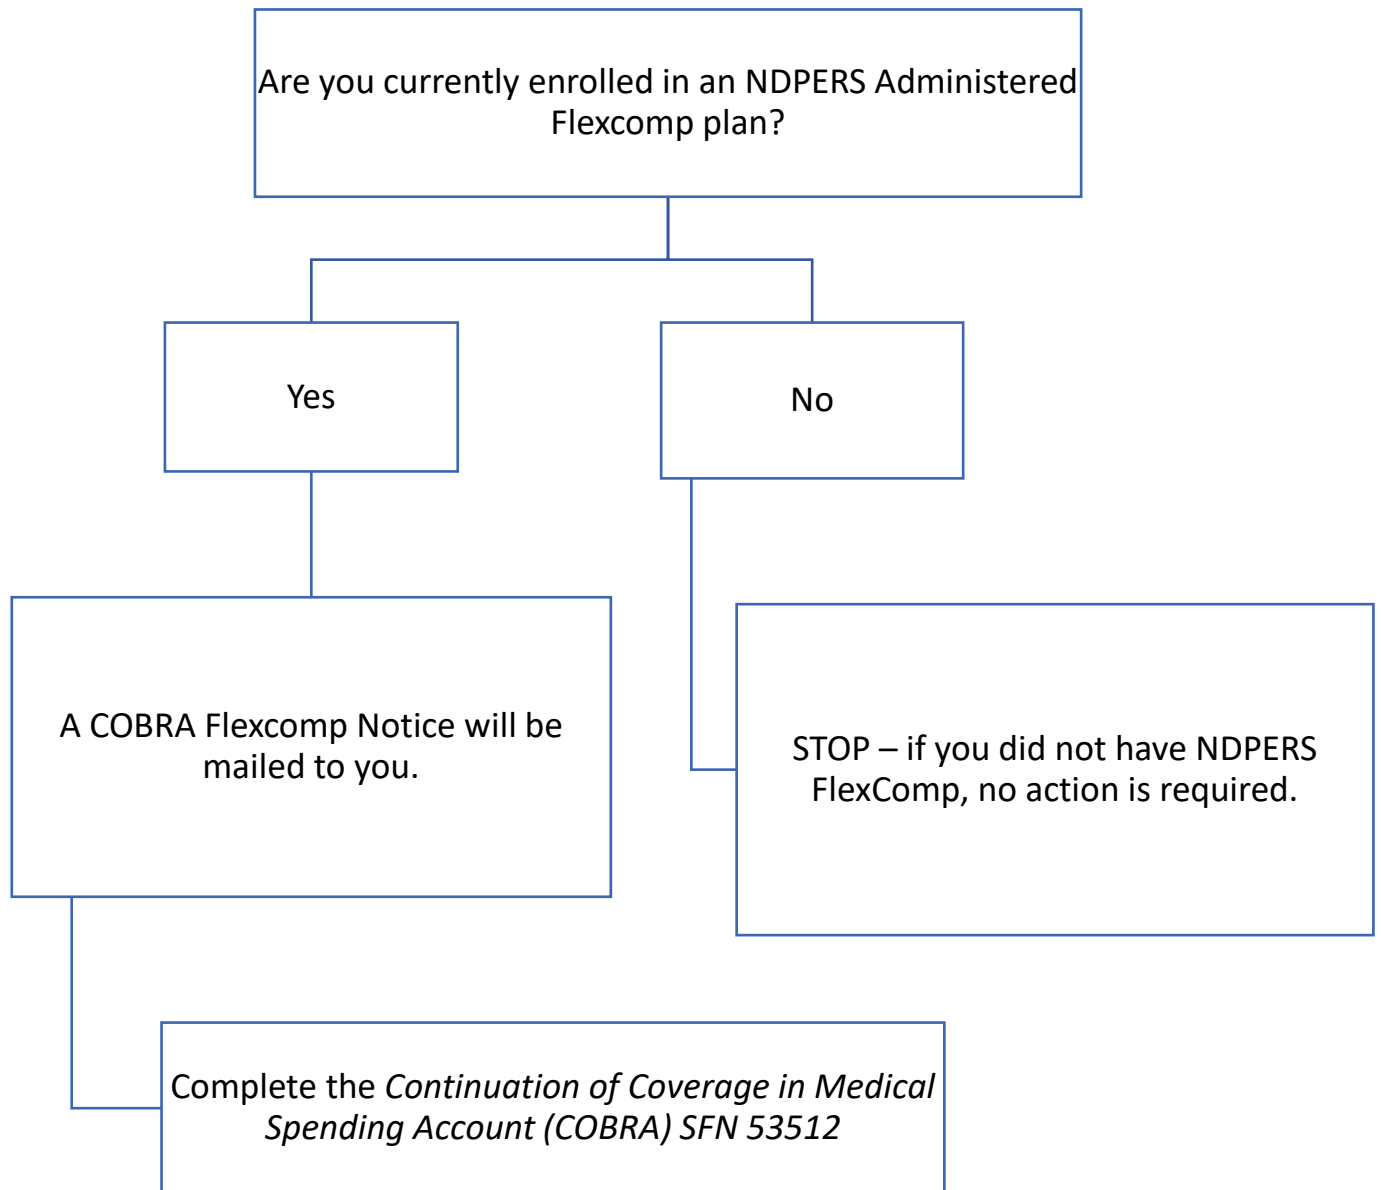 Are you currently enrolled in an NDPERS Administered
Flexcomp plan?
Yes
No
A COBRA Flexcomp Notice will be
mailed to you.
STOP – if you did not have NDPERS
FlexComp, no action is required.
Complete the Continuation of Coverage in Medical
Spending Account (COBRA) SFN 53512